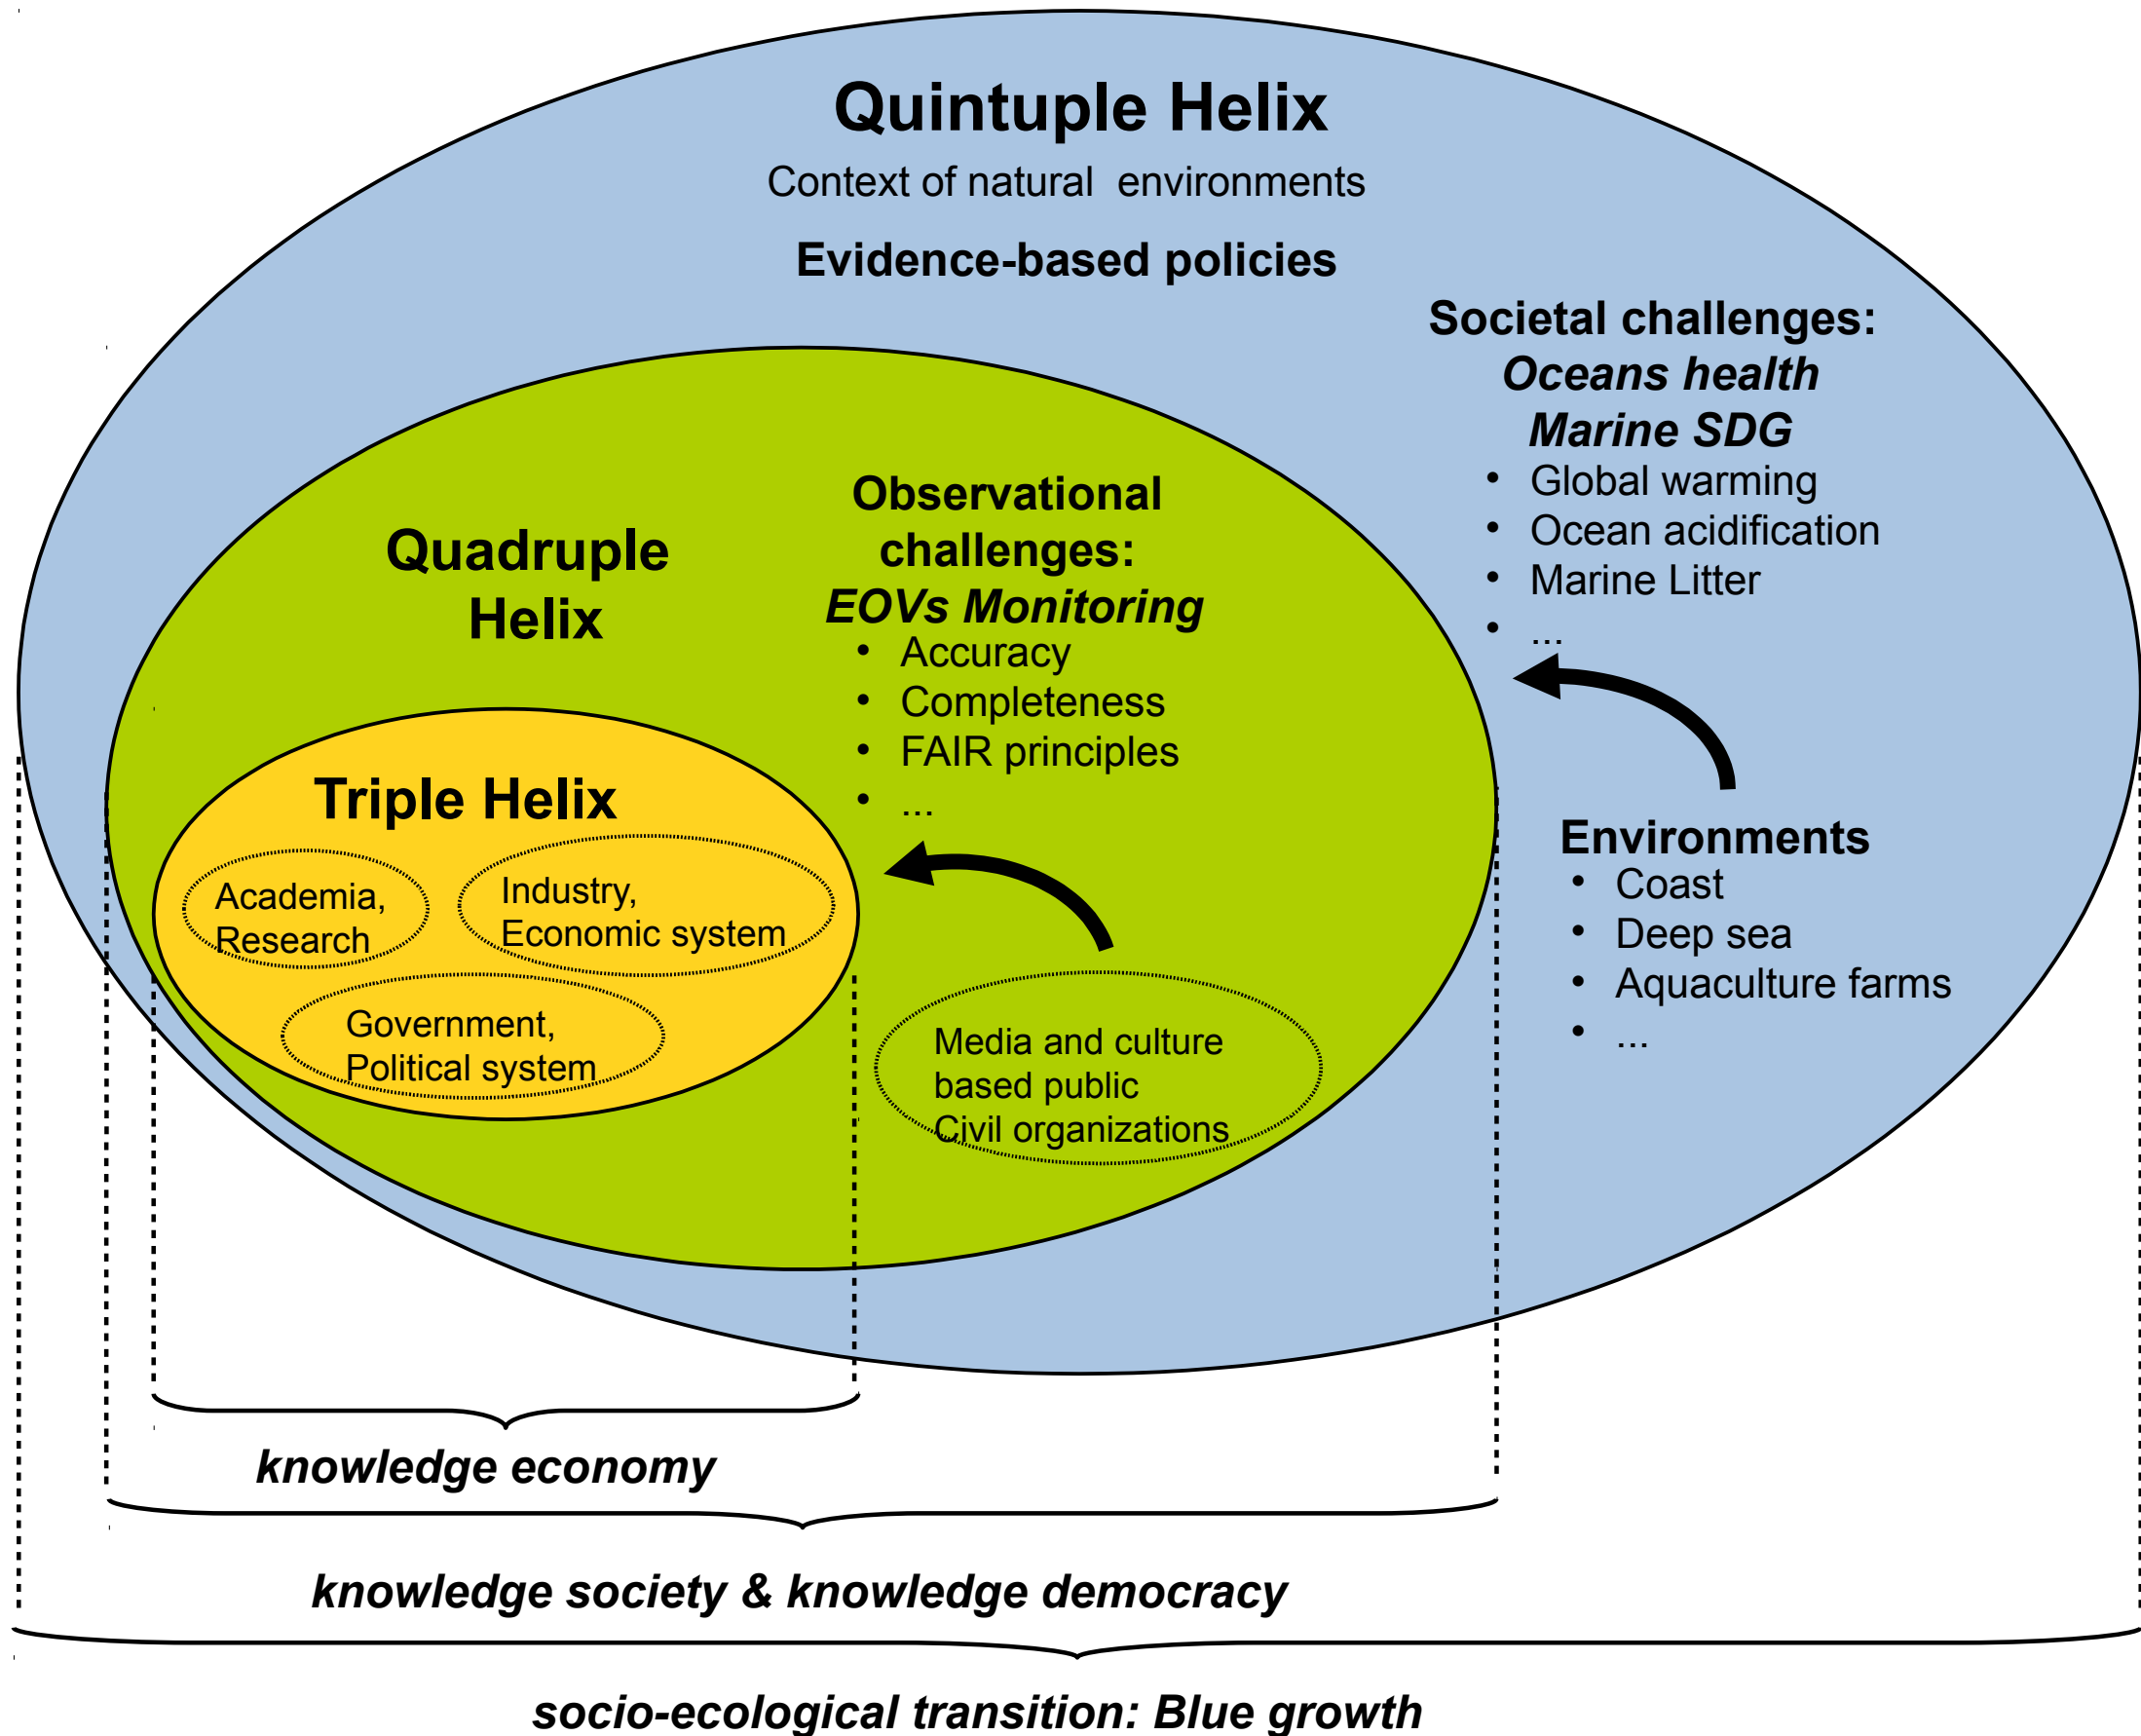 Quintuple Helix
Context of natural environments
Evidence-based policies
Societal challenges:
Oceans health
Marine SDG
• Global warming
• Ocean acidification
• Marine Litter
• ...
Quadruple
Helix
Observational
challenges:
EOVs Monitoring
• Accuracy
• Completeness
• FAIR principles
• ...
Triple Helix
Academia,
Research
Industry,
Economic system
Government,
Political system
Media and culture
based public
Civil organizations
Environments
• Coast
• Deep sea
• Aquaculture farms
• ...
knowledge economy
knowledge society & knowledge democracy
socio-ecological transition: Blue growth